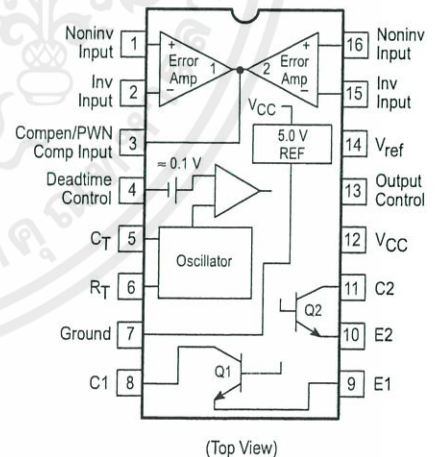 Noninv
Input
1
Inv
Input
2
Compen/PWN
Comp Input
3
Deadtime
Control
4
CT
5
RT
6
Ground
7
C1
8
+
Error
Amp
1
–
2
+
Error
Amp
–
VCC
5.0 V
REF
≈ 0.1 V
Oscillator
Q2
Q1
16
Noninv
Input
15
Inv
Input
14
Vref
13
Output
Control
12
VCC
11
C2
10
E2
9
E1
(Top View)